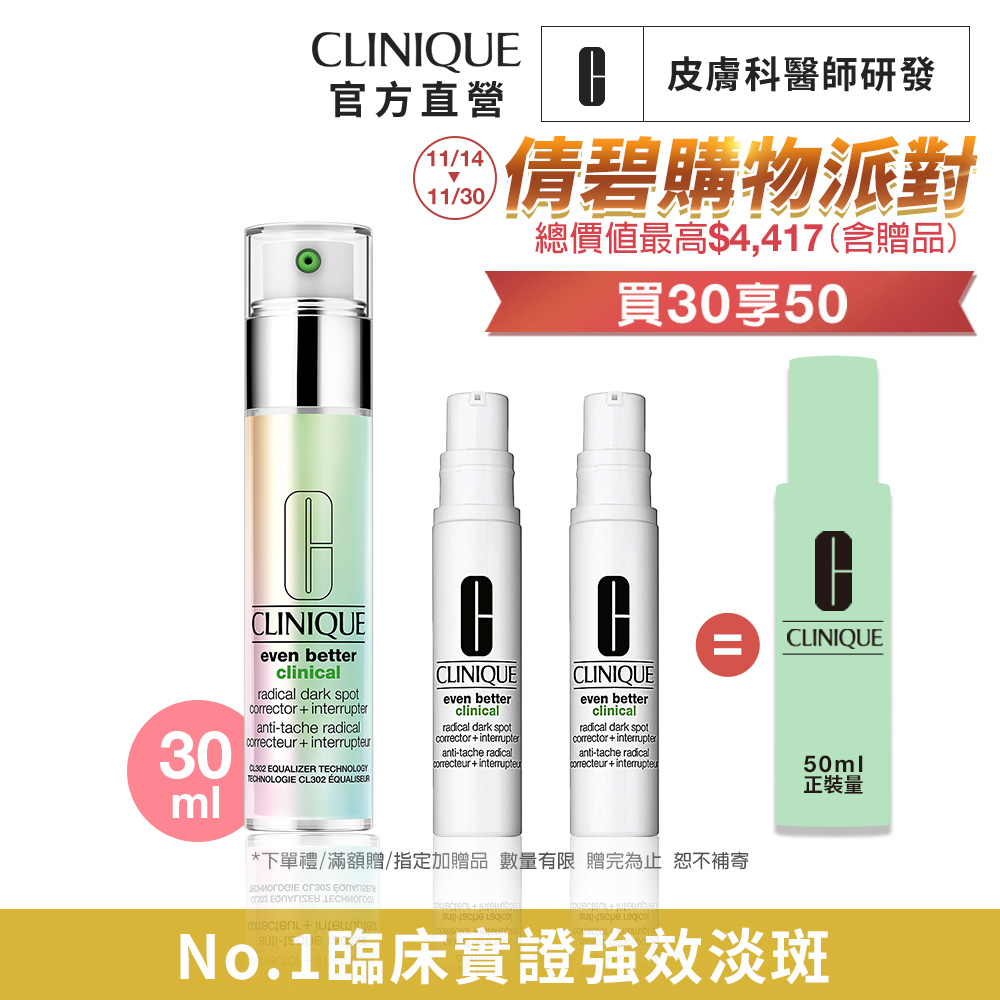 CLINIQUE
官方直營
皮膚科醫師研發
11/14
11/30
倩碧購物派對
總價值最高$4,417(含贈品)
買30享50
CLINIQUE
even better
clinical
radical dark spot
corrector+interrupter
anti-tache radical
correcteur+interrupteur
CL302 EQUALIZER TECHNOLOGY
TECHNOLOGIE CL302 ÉQUALISEUR
30
ml
CLINIQUE
even better
clinical
radical dark spot
corrector+interrupter
anti-tache radical
correcteur+interrupteur
CLINIQUE
even better
clinical
radical dark spot
corrector+interrupter
anti-tache radical
correcteur+interrupteur
=
CLINIQUE
50ml
正裝量
*下單禮/滿額贈/指定加贈品 數量有限 贈完為止 恕不補寄
No.1臨床實證強效淡斑